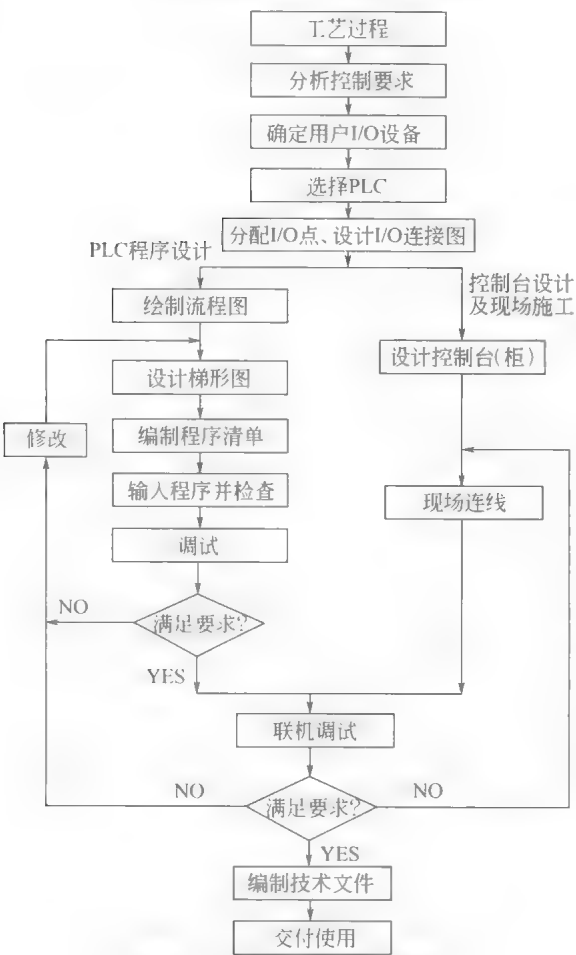 工艺过程
分析控制要求
确定用户I/O设备
选择PLC
分配I/O点、设计I/O连接图
PLC程序设计
控制台设计
及现场施工
绘制流程图
设计控制台(柜)
设计梯形图
修改
编制程序清单
输入程序并检查
现场连线
调试
NO
满足要求?
YES
联机调试
NO
满足要求?
NO
YES
编制技术文件
交付使用